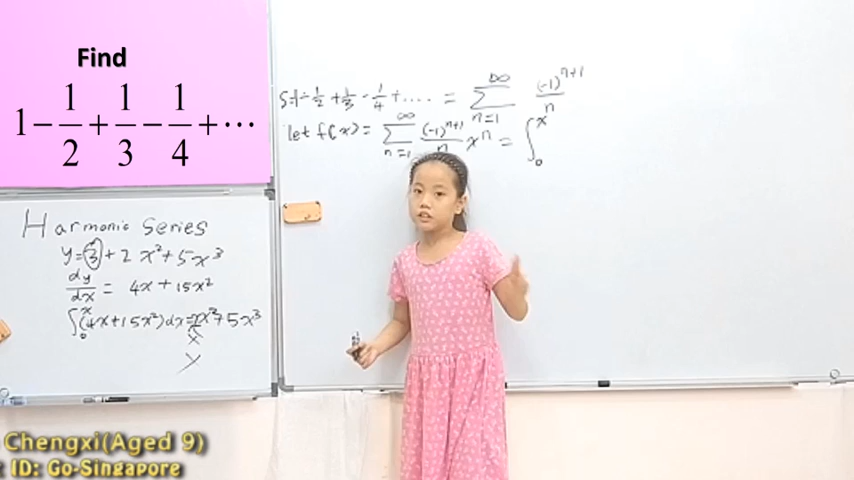 Find
1 − 1/2 + 1/3 − 1/4 + ⋯
S=1-1/2+1/3-1/4+.... = ∑_{n=1}^{∞} (-1)^{n+1}/n
let f(x) = ∑_{n=1}^{∞} (-1)^{n+1}/n x^n = ∫_0^x
Harmonic Series
y=3+2x²+5x³
dy/dx = 4x+15x²
∫_0^x (4x+15x²)dx=2x²+5x³
Chengxi(Aged 9)
ID: Go-Singapore